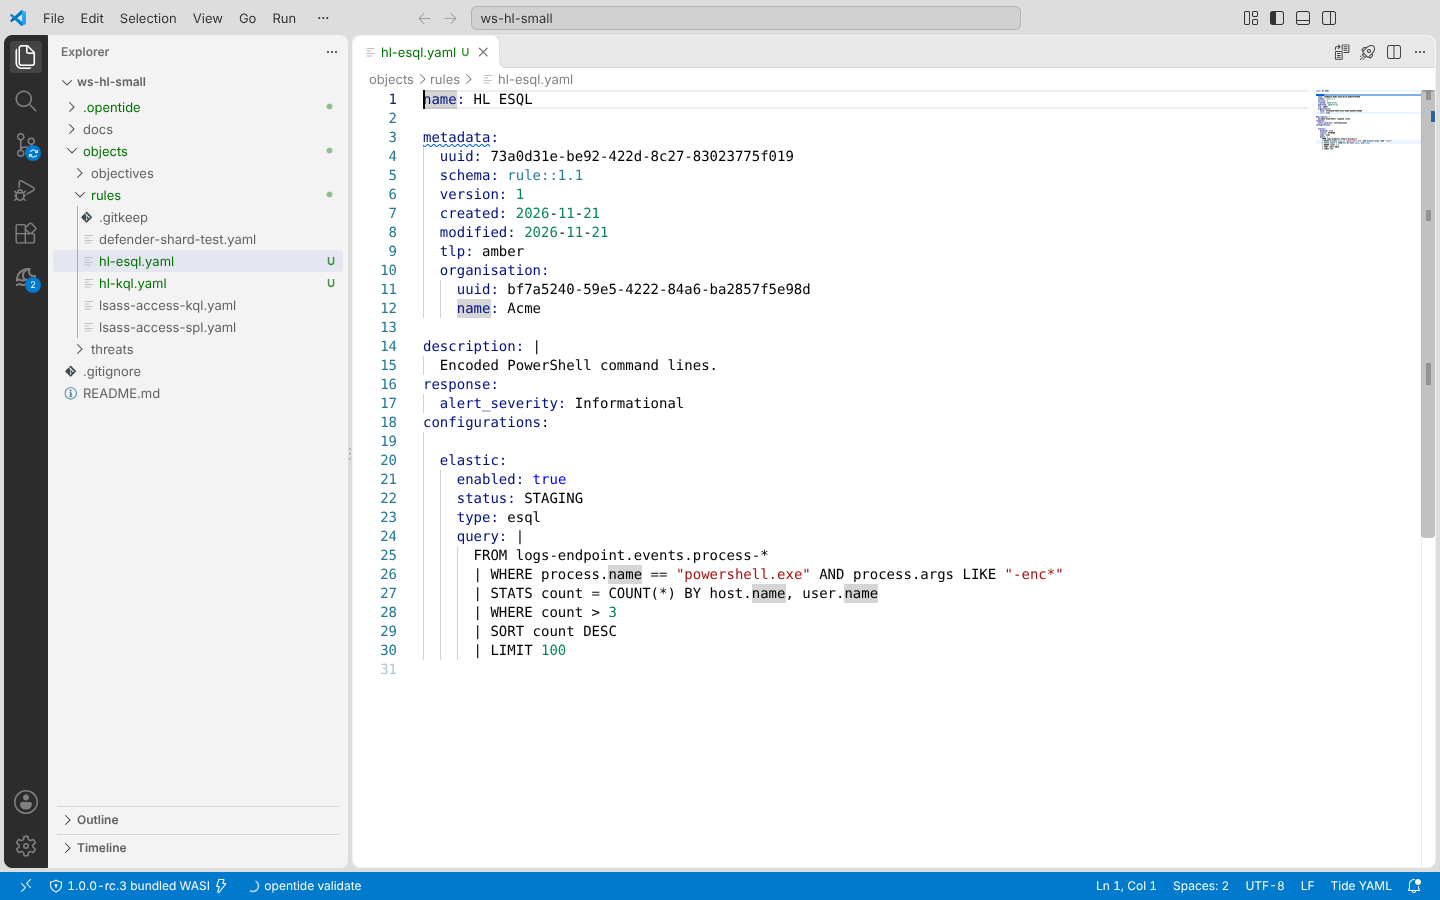 File Edit Selection View Go Run ···
ws-hl-small
Explorer
ws-hl-small
.opentide
docs
objects
objectives
rules
.gitkeep
defender-shard-test.yaml
hl-esql.yaml U
hl-kql.yaml U
lsass-access-kql.yaml
lsass-access-spl.yaml
threats
.gitignore
README.md
Outline
Timeline
2
hl-esql.yaml U
objects > rules > hl-esql.yaml
1 name: HL ESQL
2
3 metadata:
4 uuid: 73a0d31e-be92-422d-8c27-83023775f019
5 schema: rule::1.1
6 version: 1
7 created: 2026-11-21
8 modified: 2026-11-21
9 tlp: amber
10 organisation:
11 uuid: bf7a5240-59e5-4222-84a6-ba2857f5e98d
12 name: Acme
13
14 description: |
15 Encoded PowerShell command lines.
16 response:
17 alert_severity: Informational
18 configurations:
19
20 elastic:
21 enabled: true
22 status: STAGING
23 type: esql
24 query: |
25 FROM logs-endpoint.events.process-*
26 | WHERE process.name == "powershell.exe" AND process.args LIKE "-enc*"
27 | STATS count = COUNT(*) BY host.name, user.name
28 | WHERE count > 3
29 | SORT count DESC
30 | LIMIT 100
31
1.0.0-rc.3 bundled WASI opentide validate Ln 1, Col 1 Spaces: 2 UTF-8 LF Tide YAML